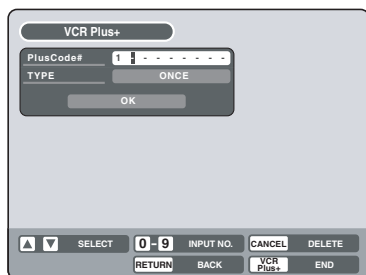 VCR Plus+
PlusCode# 1 - - - - - - -
TYPE ONCE
OK
▲ ▼ SELECT 0-9 INPUT NO. CANCEL DELETE
RETURN BACK VCR Plus+ END